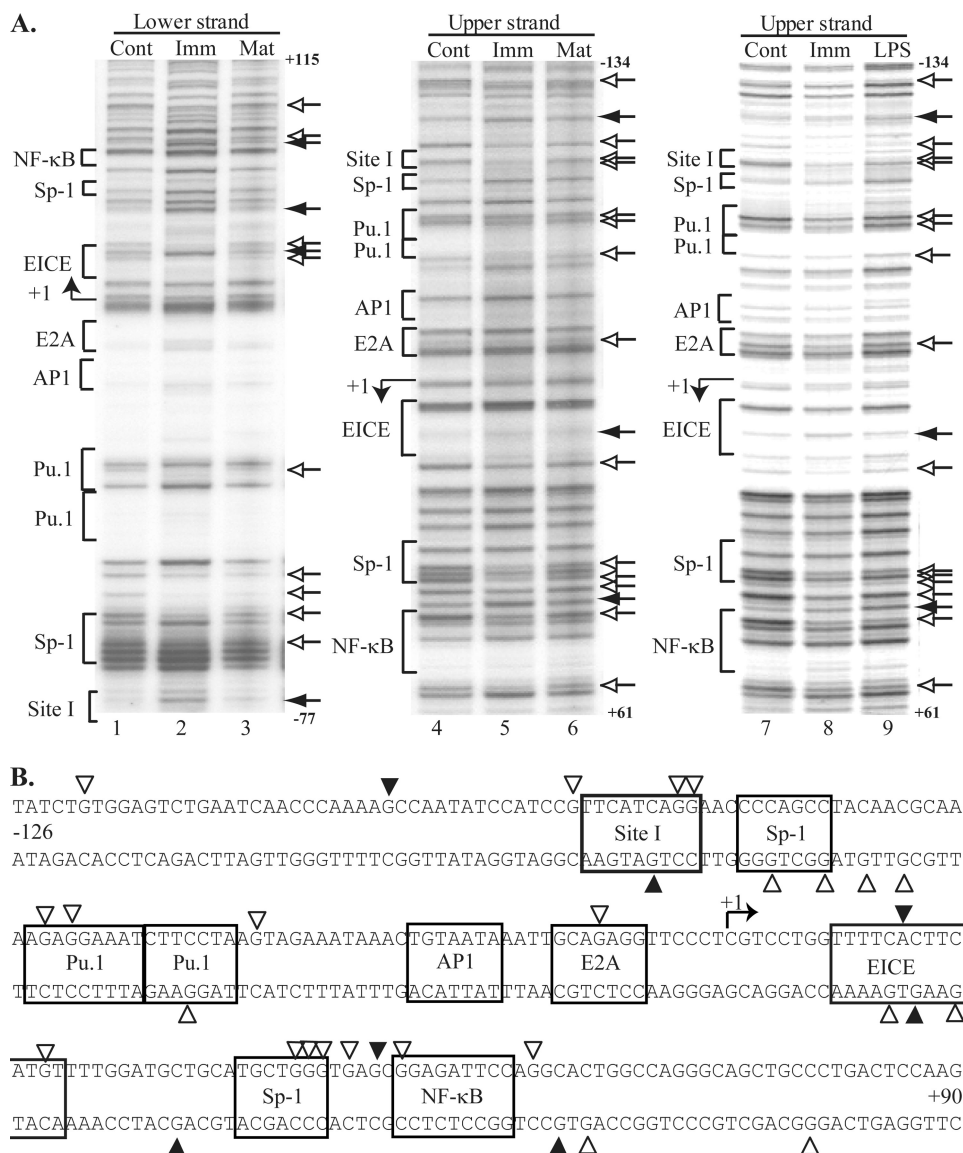 A.
Lower strand
Cont Imm Mat
+115
NF-κB
Sp-1
EICE
+1
E2A
AP1
Pu.1
Pu.1
Sp-1
Site I
-77
1 2 3
Upper strand
Cont Imm Mat
-134
Site I
Sp-1
Pu.1
Pu.1
AP1
E2A
+1
EICE
Sp-1
NF-κB
+61
4 5 6
Upper strand
Cont Imm LPS
-134
Site I
Sp-1
Pu.1
Pu.1
AP1
E2A
+1
EICE
Sp-1
NF-κB
+61
7 8 9
B.
TATCTGTGGAGTCTGAATCAACCCAAAAGCCAATATCCATCCGTTCATCAGGAACCCCAGCCTACAACGCAA
-126 Site I Sp-1
ATAGACACCTCAGACTTAGTTGGGTTTTCGGTTATAGGTAGGCAAGTAGTCCTTGGGGTCGGATGTTGCGTT
+1
AAGAGGAAATCTTCCTAAGTAGAAATAAACTGTAATAAATTGCAGAGGTTCCCTCGTCCTGGTTTTCACTTC
Pu.1 Pu.1 AP1 E2A EICE
TTCTCCTTTAGAAGGATTCATCTTTATTTGACATTATTTAACGTCTCCAAGGGAGCAGGACCAAAAGTGAAG
ATGTTTTGGATGCTGCATGCTGGGTGAGCGGAGATTCCAGGCACTGGCCAGGGCAGCTGCCCTGACTCCAAG
Sp-1 NF-κB +90
TACAAAACCTACGACGTACGACCCACTCGCCTCTCCGGTCCGTGACCGGTCCCGTCGACGGGACTGAGGTTC